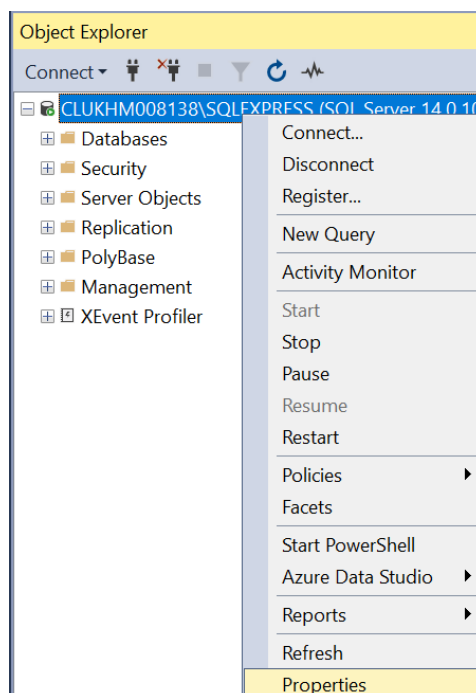 Object Explorer
Connect
CLUKHM008138\SQLEXPRESS (SQL Server 14.0.10
Databases
Security
Server Objects
Replication
PolyBase
Management
XEvent Profiler
Connect...
Disconnect
Register...
New Query
Activity Monitor
Start
Stop
Pause
Resume
Restart
Policies
Facets
Start PowerShell
Azure Data Studio
Reports
Refresh
Properties